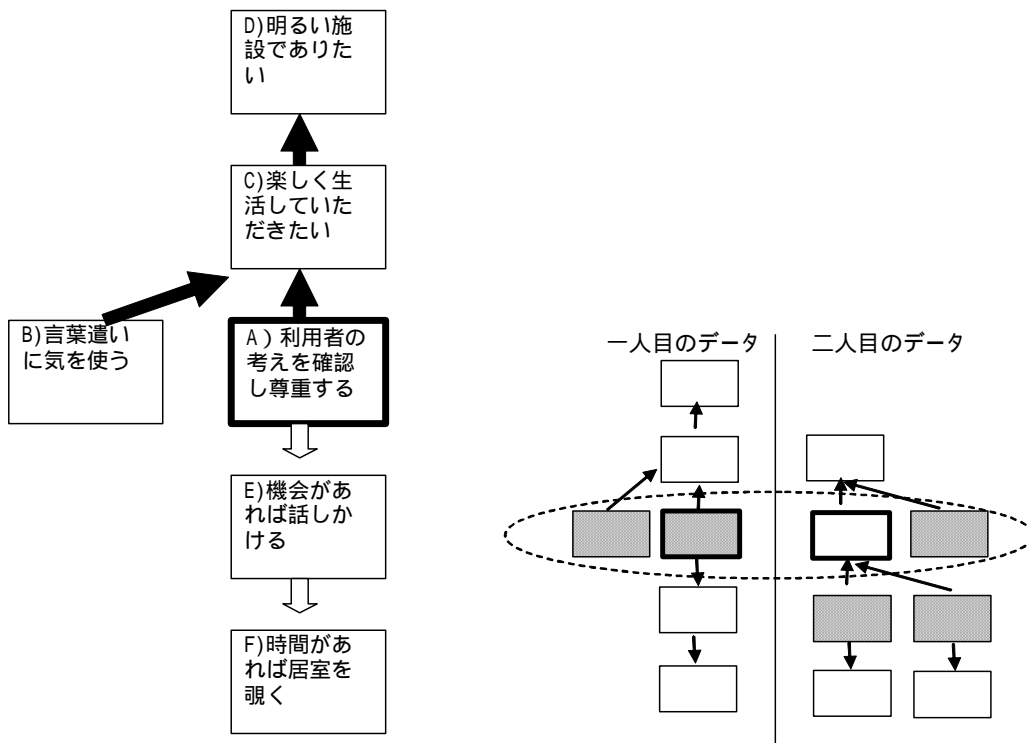 D)明るい施
設でありた
い
C)楽しく生
活していた
だきたい
B)言葉遣い
に気を使う
A）利用者の
考えを確認
し尊重する
E)機会があ
れば話しか
ける
F)時間があ
れば居室を
覗く
一人目のデータ
二人目のデータ